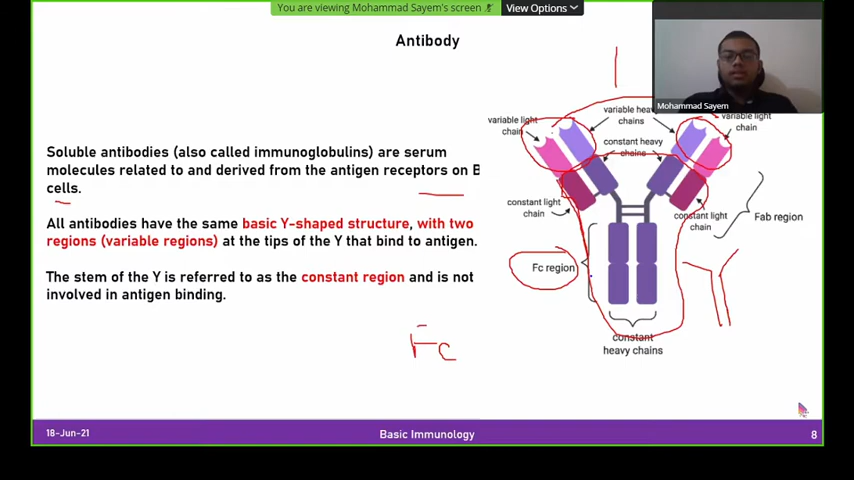 You are viewing Mohammad Sayem's screen
View Options
Antibody
Mohammad Sayem
Soluble antibodies (also called immunoglobulins) are serum
molecules related to and derived from the antigen receptors on B
cells.
All antibodies have the same basic Y-shaped structure, with two
regions (variable regions) at the tips of the Y that bind to antigen.
The stem of the Y is referred to as the constant region and is not
involved in antigen binding.
variable light
chain
variable heavy
chains
constant heavy
chains
variable light
chain
constant light
chain
constant light
chain
Fab region
Fc region
constant
heavy chains
Fc
18-Jun-21
Basic Immunology
8